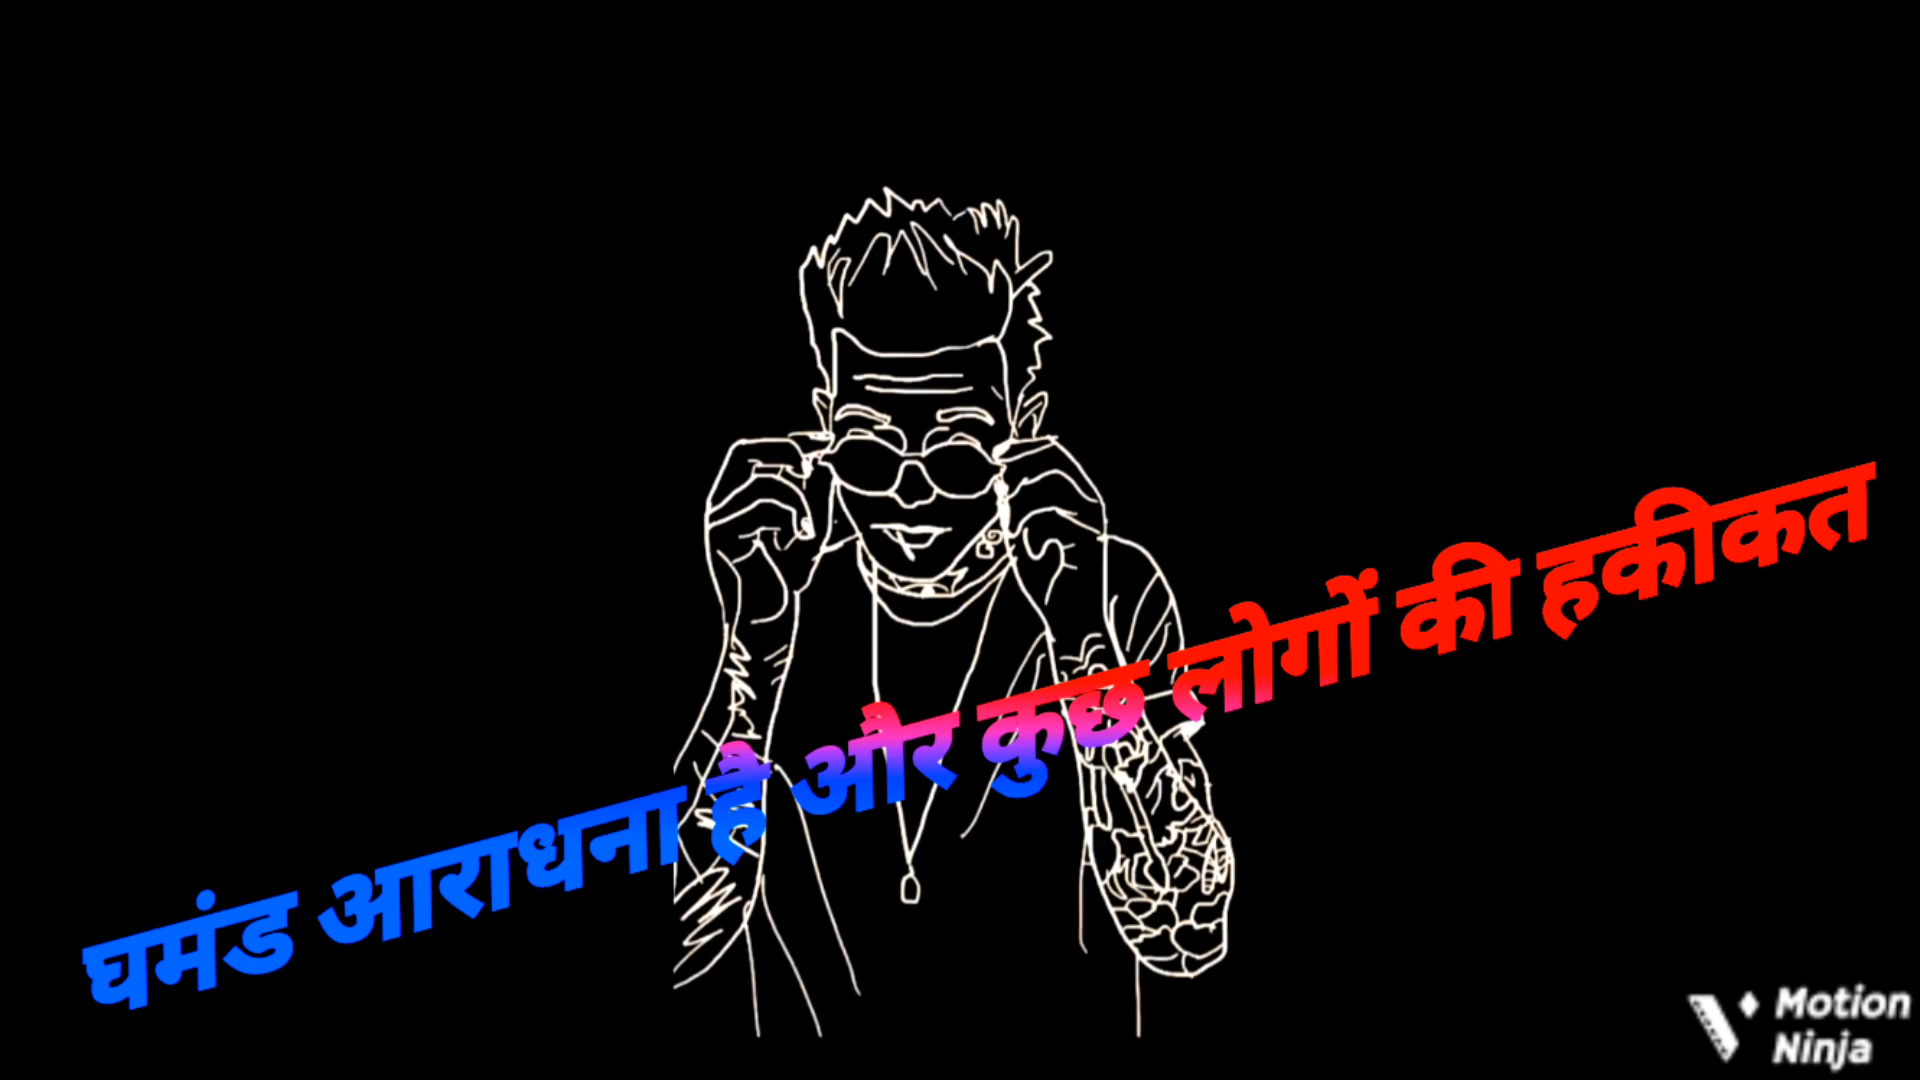 घमंड आराधना है और कुछ लोगों की हकीकत
Motion
Ninja